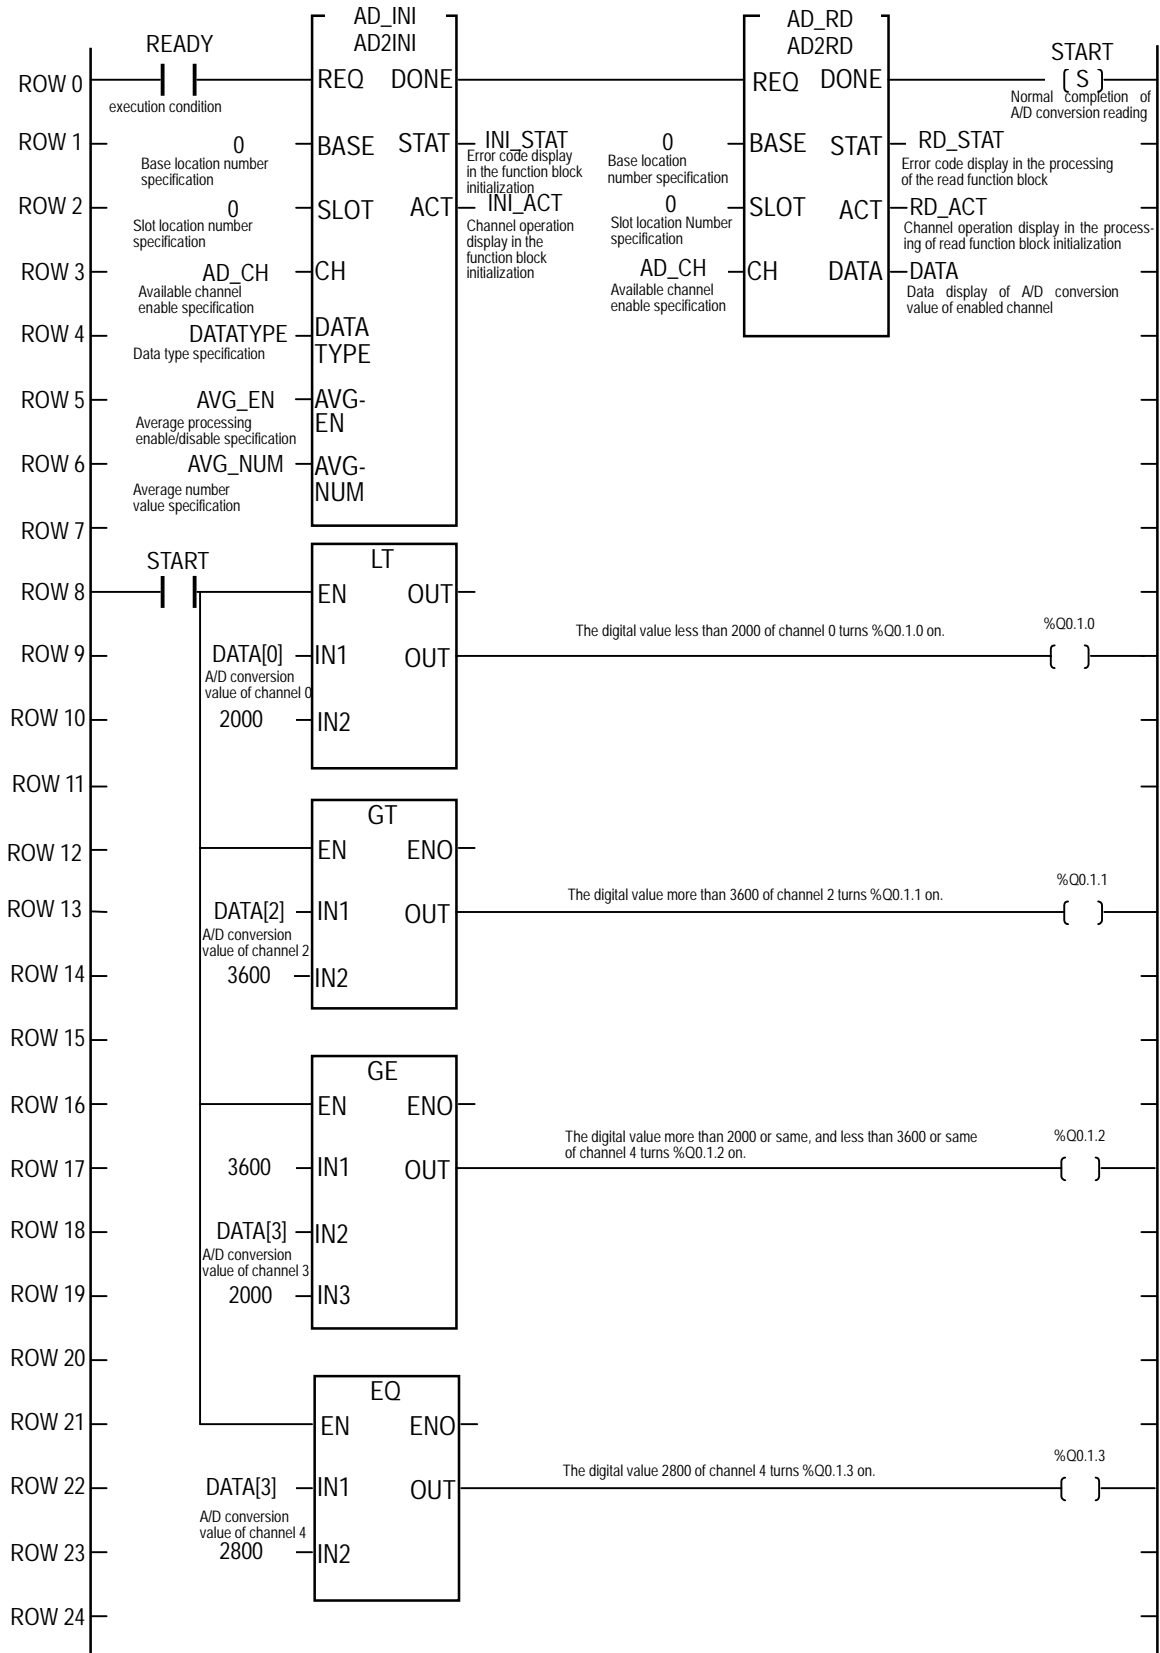 AD_INI
AD2INI
AD_RD
AD2RD
READY
START
ROW 0
REQ DONE
REQ DONE
( S )
execution condition
Normal completion of
A/D conversion reading
ROW 1
0
BASE STAT
INI_STAT
0
BASE STAT
RD_STAT
Base location number
specification
Error code display
in the function block
initialization
Base location
number specification
Error code display in the processing
of the read function block
ROW 2
0
SLOT ACT
INI_ACT
0
SLOT ACT
RD_ACT
Slot location number
specification
Channel operation
display in the
function block
initialization
Slot location Number
specification
Channel operation display in the process-
ing of read function block initialization
ROW 3
AD_CH
CH
AD_CH
CH DATA
DATA
Available channel
enable specification
Available channel
enable specification
Data display of A/D conversion
value of enabled channel
ROW 4
DATATYPE
DATA
TYPE
Data type specification
ROW 5
AVG_EN
AVG-
EN
Average processing
enable/disable specification
ROW 6
AVG_NUM
AVG-
NUM
Average number
value specification
ROW 7
START
LT
ROW 8
EN OUT
The digital value less than 2000 of channel 0 turns %Q0.1.0 on.
%Q0.1.0
ROW 9
DATA[0]
IN1 OUT
( )
A/D conversion
value of channel 0
ROW 10
2000
IN2
ROW 11
GT
ROW 12
EN ENO
The digital value more than 3600 of channel 2 turns %Q0.1.1 on.
%Q0.1.1
ROW 13
DATA[2]
IN1 OUT
( )
A/D conversion
value of channel 2
ROW 14
3600
IN2
ROW 15
GE
ROW 16
EN ENO
The digital value more than 2000 or same, and less than 3600 or same
of channel 4 turns %Q0.1.2 on.
%Q0.1.2
ROW 17
3600
IN1 OUT
( )
ROW 18
DATA[3]
IN2
A/D conversion
value of channel 3
ROW 19
2000
IN3
ROW 20
EQ
ROW 21
EN ENO
The digital value 2800 of channel 4 turns %Q0.1.3 on.
%Q0.1.3
ROW 22
DATA[3]
IN1 OUT
( )
A/D conversion
value of channel 4
ROW 23
2800
IN2
ROW 24